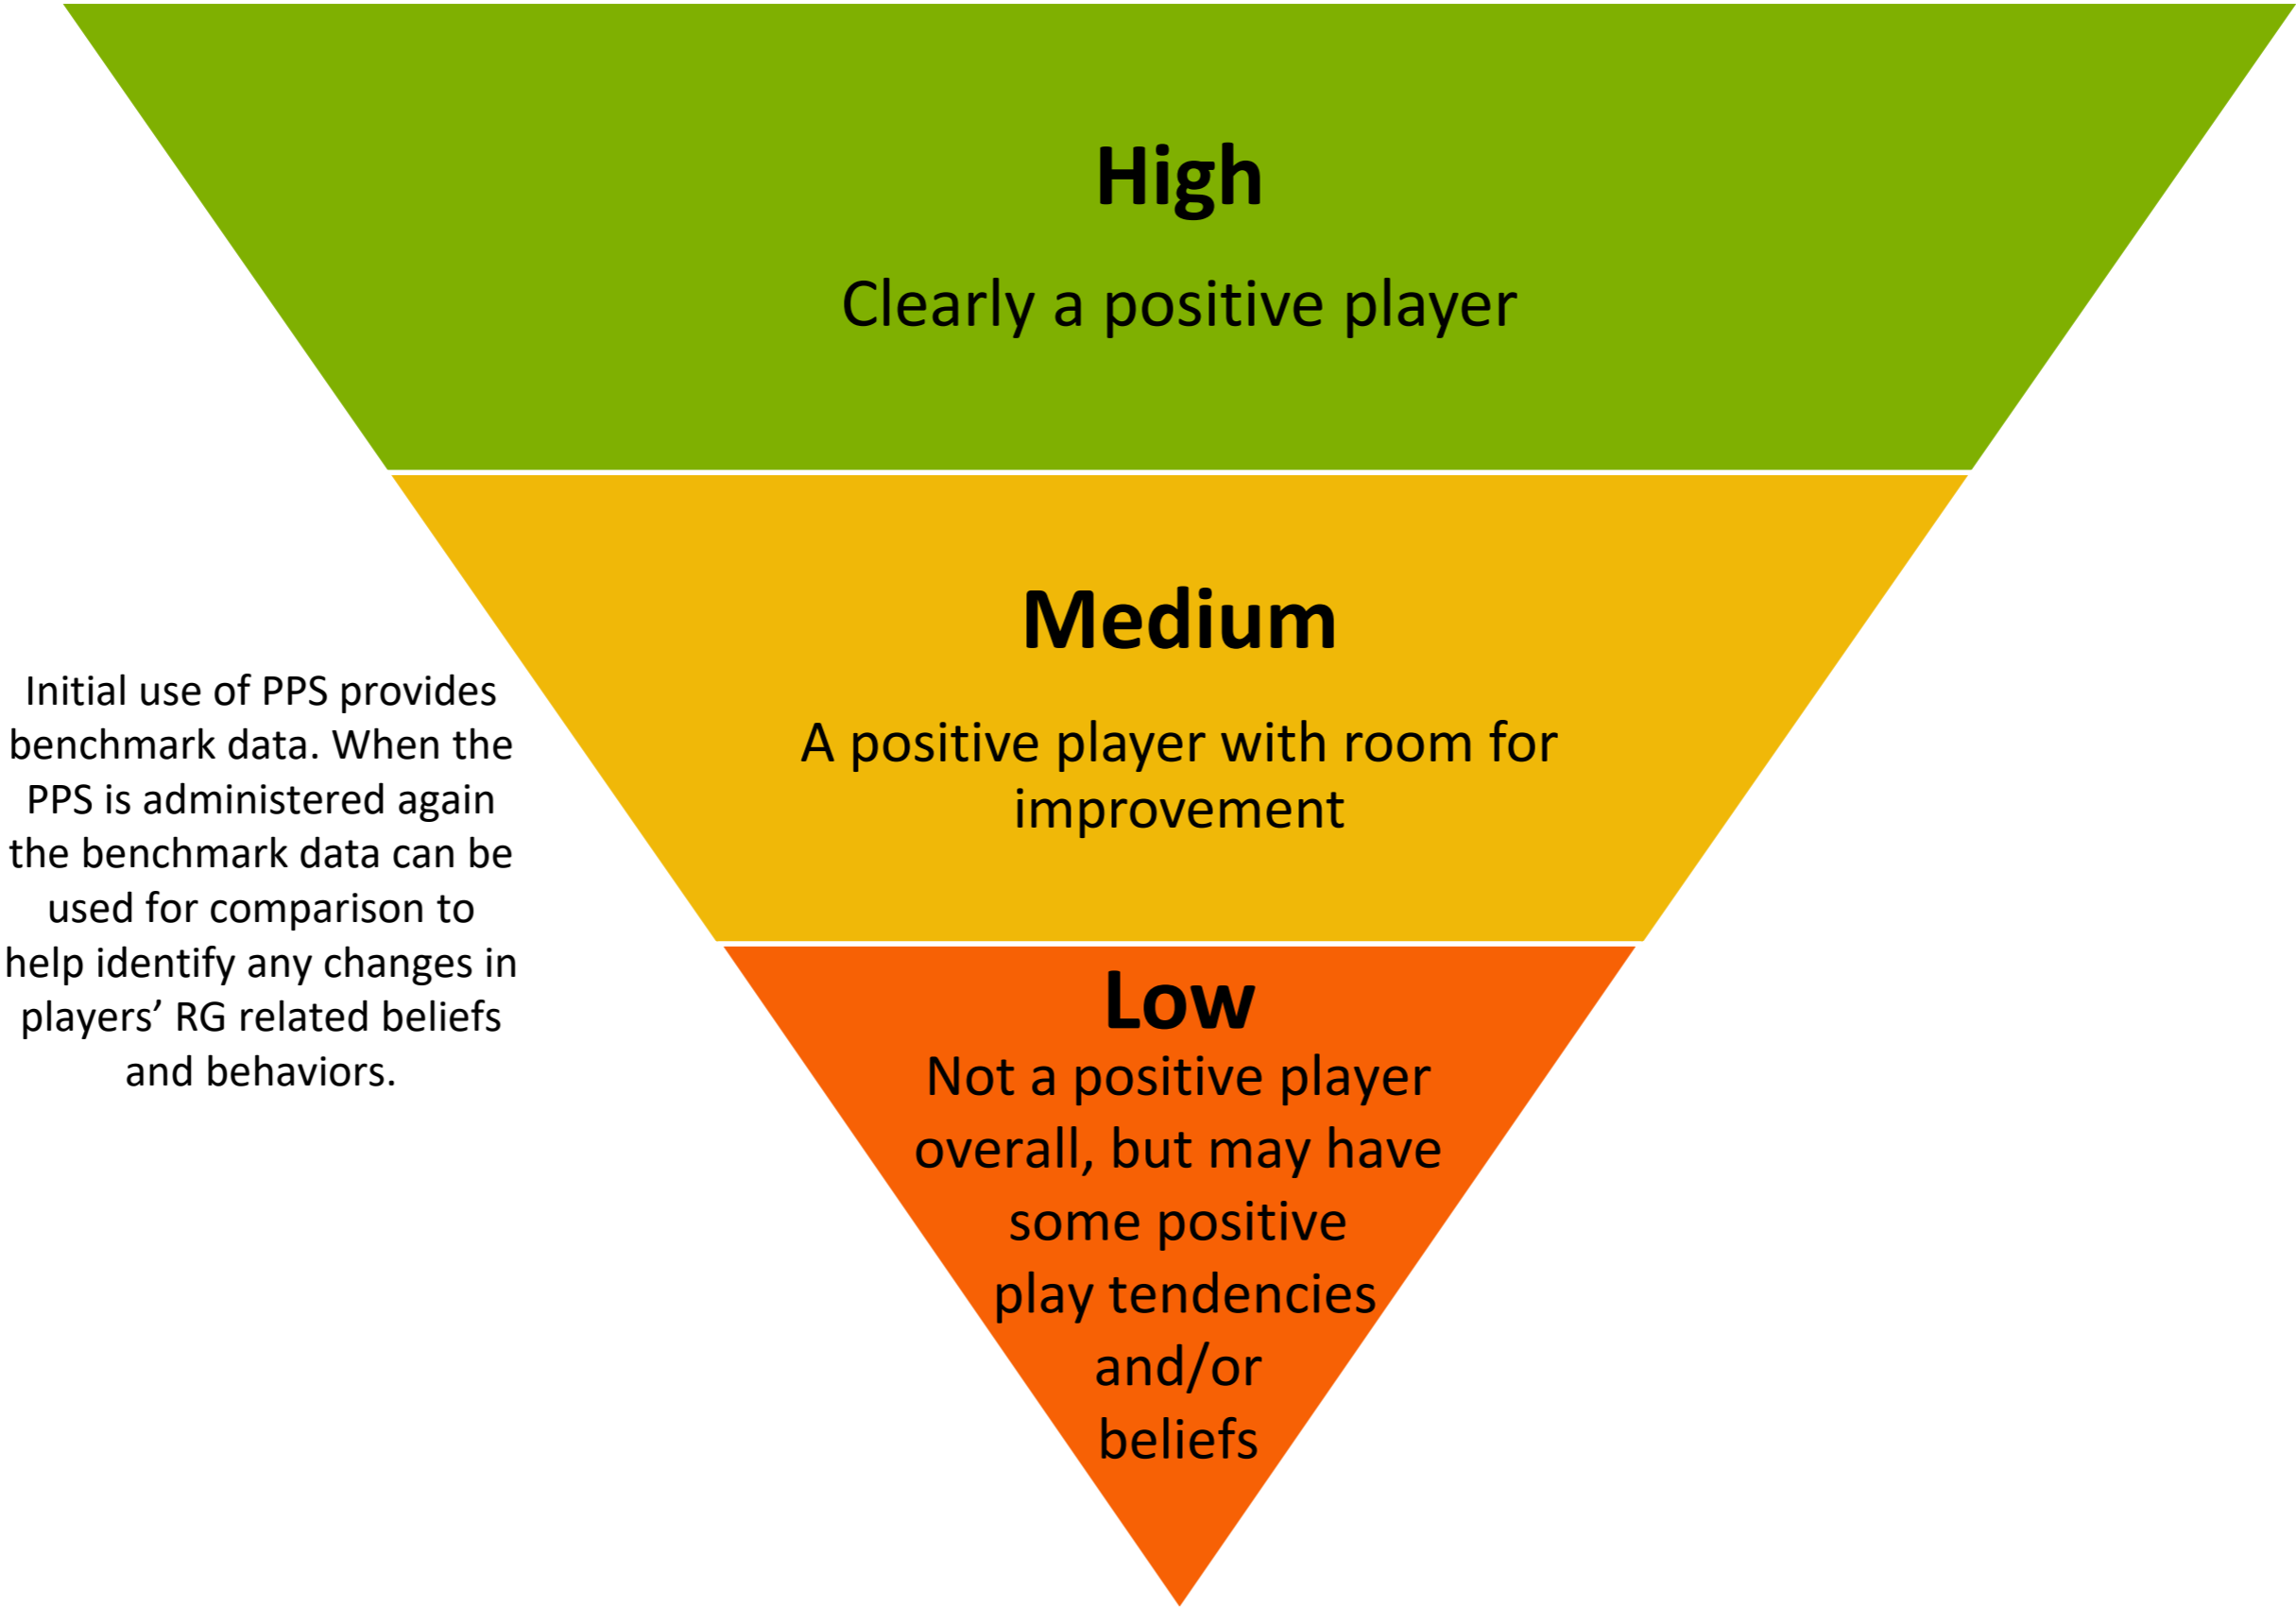 High
Clearly a positive player
Medium
A positive player with room for
improvement
Initial use of PPS provides
benchmark data. When the
PPS is administered again
the benchmark data can be
used for comparison to
help identify any changes in
players’ RG related beliefs
and behaviors.
Low
Not a positive player
overall, but may have
some positive
play tendencies
and/or
beliefs